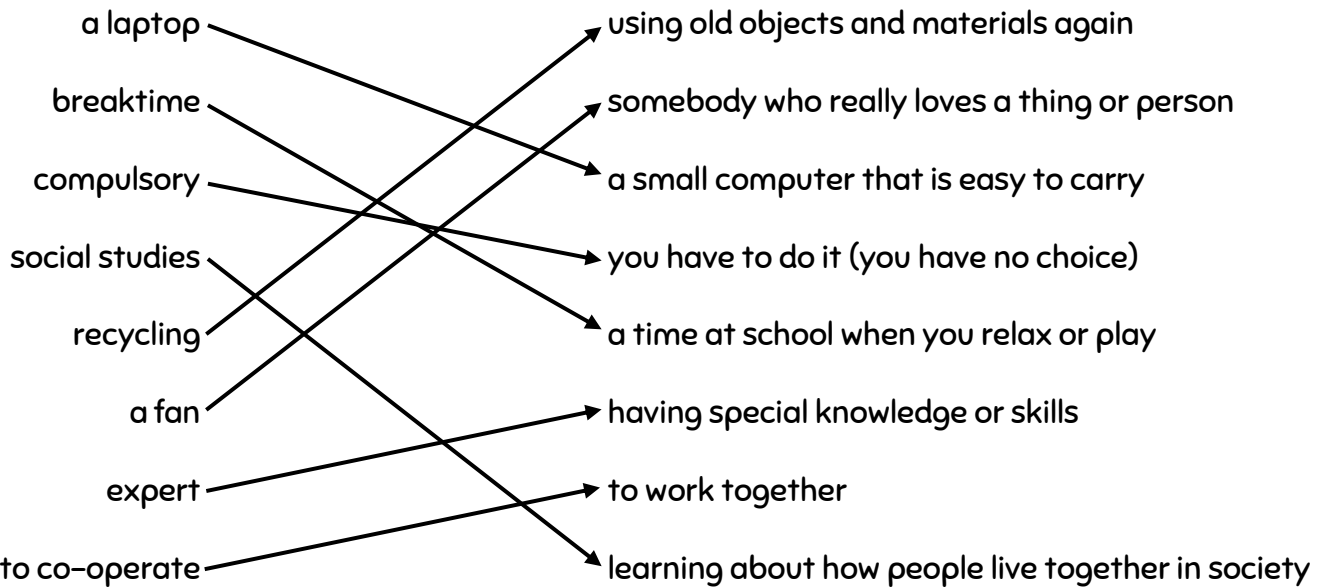 a laptop
using old objects and materials again
breaktime
somebody who really loves a thing or person
compulsory
a small computer that is easy to carry
social studies
you have to do it (you have no choice)
recycling
a time at school when you relax or play
a fan
having special knowledge or skills
expert
to work together
to co-operate
learning about how people live together in society